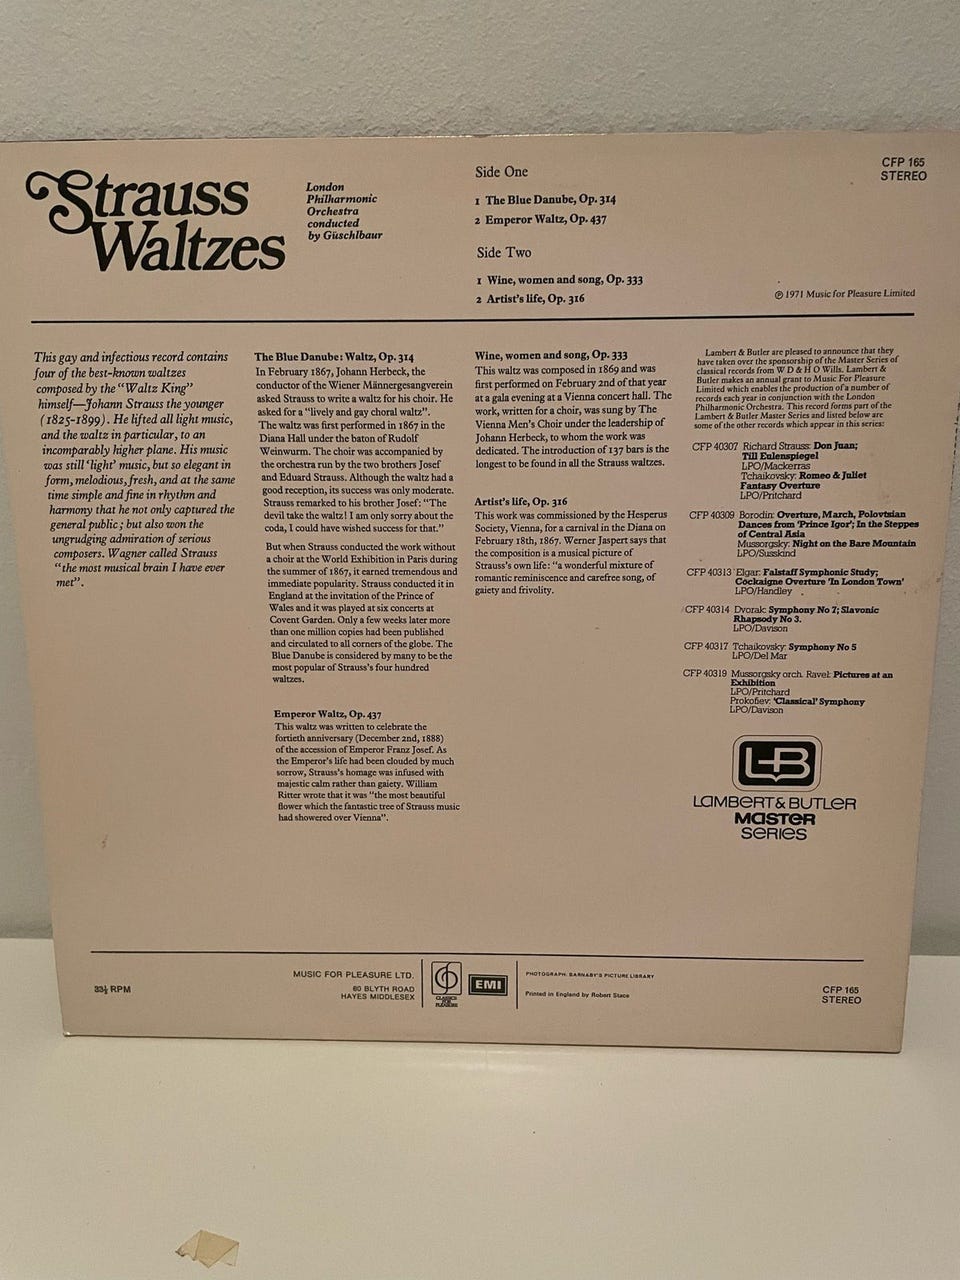 Strauss
Waltzes
London
Philharmonic
Orchestra
conducted
by Güschlbaur
Side One
1 The Blue Danube, Op. 314
2 Emperor Waltz, Op. 437
Side Two
1 Wine, women and song, Op. 333
2 Artist's life, Op. 316
CFP 165
STEREO
℗ 1971 Music for Pleasure Limited
This gay and infectious record contains
four of the best-known waltzes
composed by the "Waltz King"
himself—Johann Strauss the younger
(1825-1899). He lifted all light music,
and the waltz in particular, to an
incomparably higher plane. His music
was still 'light' music, but so elegant in
form, melodious, fresh, and at the same
time simple and fine in rhythm and
harmony that he not only captured the
general public; but also won the
ungrudging admiration of serious
composers. Wagner called Strauss
"the most musical brain I have ever
met".
The Blue Danube: Waltz, Op. 314
In February 1867, Johann Herbeck, the
conductor of the Wiener Männergesangverein
asked Strauss to write a waltz for his choir. He
asked for a "lively and gay choral waltz".
The waltz was first performed in 1867 in the
Diana Hall under the baton of Rudolf
Weinwurm. The choir was accompanied by
the orchestra run by the two brothers Josef
and Eduard Strauss. Although the waltz had a
good reception, its success was only moderate.
Strauss remarked to his brother Josef: "The
devil take the waltz! I am only sorry about the
coda, I could have wished success for that."
But when Strauss conducted the work without
a choir at the World Exhibition in Paris during
the summer of 1867, it earned tremendous and
immediate popularity. Strauss conducted it in
England at the invitation of the Prince of
Wales and it was played at six concerts at
Covent Garden. Only a few weeks later more
than one million copies had been published
and circulated to all corners of the globe. The
Blue Danube is considered by many to be the
most popular of Strauss's four hundred
waltzes.
Emperor Waltz, Op. 437
This waltz was written to celebrate the
fortieth anniversary (December 2nd, 1888)
of the accession of Emperor Franz Josef. As
the Emperor's life had been clouded by much
sorrow, Strauss's homage was infused with
majestic calm rather than gaiety. William
Ritter wrote that it was "the most beautiful
flower which the fantastic tree of Strauss music
had showered over Vienna".
Wine, women and song, Op. 333
This waltz was composed in 1869 and was
first performed on February 2nd of that year
at a gala evening at a Vienna concert hall. The
work, written for a choir, was sung by The
Vienna Men's Choir under the leadership of
Johann Herbeck, to whom the work was
dedicated. The introduction of 137 bars is the
longest to be found in all the Strauss waltzes.
Artist's life, Op. 316
This work was commissioned by the Hesperus
Society, Vienna, for a carnival in the Diana on
February 18th, 1867. Werner Jaspert says that
the composition is a musical picture of
Strauss's own life: "a wonderful mixture of
romantic reminiscence and carefree song, of
gaiety and frivolity.
Lambert & Butler are pleased to announce that they
have taken over the sponsorship of the Master Series of
classical records from W D & H O Wills. Lambert &
Butler makes an annual grant to Music For Pleasure
Limited which enables the production of a number of
records each year in conjunction with the London
Philharmonic Orchestra. This record forms part of the
Lambert & Butler Master Series and listed below are
some of the other records which appear in this series:
CFP 40307 Richard Strauss: Don Juan;
Till Eulenspiegel
LPO/Mackerras
Tchaikovsky: Romeo & Juliet
Fantasy Overture
LPO/Pritchard
CFP 40309 Borodin: Overture, March, Polovtsian
Dances from 'Prince Igor'; In the Steppes
of Central Asia
Mussorgsky: Night on the Bare Mountain
LPO/Susskind
CFP 40313 Elgar: Falstaff Symphonic Study;
Cockaigne Overture 'In London Town'
LPO/Handley
CFP 40314 Dvorak: Symphony No 7; Slavonic
Rhapsody No 3.
LPO/Davison
CFP 40317 Tchaikovsky: Symphony No 5
LPO/Del Mar
CFP 40319 Mussorgsky orch. Ravel: Pictures at an
Exhibition
LPO/Pritchard
Prokofiev: 'Classical' Symphony
LPO/Davison
LB
LAMBERT & BUTLER
MASTER
SERIES
33⅓ RPM
MUSIC FOR PLEASURE LTD.
80 BLYTH ROAD
HAYES MIDDLESEX
CLASSICS
FOR
PLEASURE
EMI
PHOTOGRAPH: BARNABY'S PICTURE LIBRARY
Printed in England by Robert Stace
CFP 165
STEREO